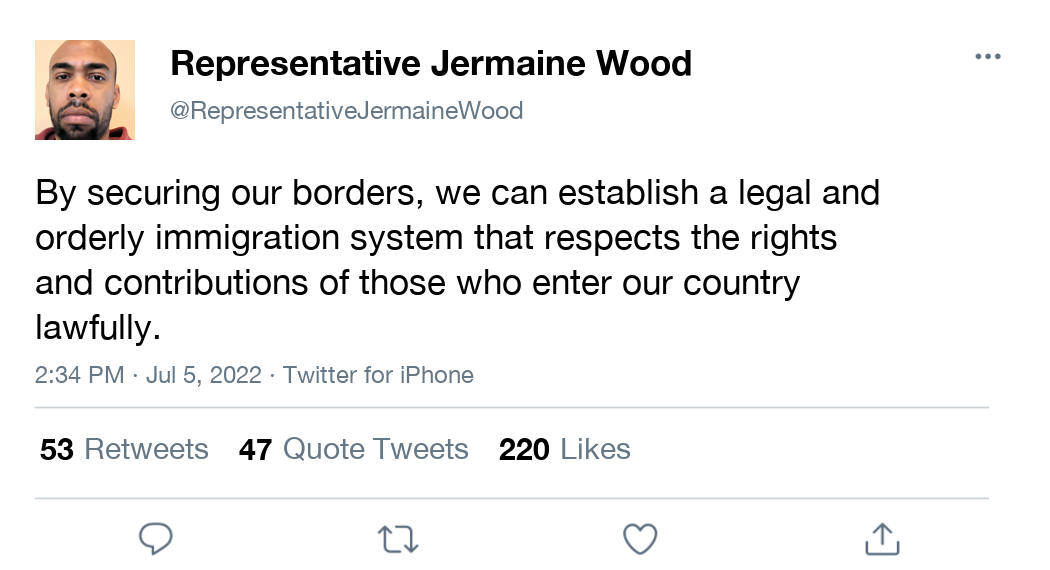 Representative Jermaine Wood
@RepresentativeJermaineWood
By securing our borders, we can establish a legal and
orderly immigration system that respects the rights
and contributions of those who enter our country
lawfully.
2:34 PM · Jul 5, 2022 · Twitter for iPhone
53 Retweets 47 Quote Tweets 220 Likes